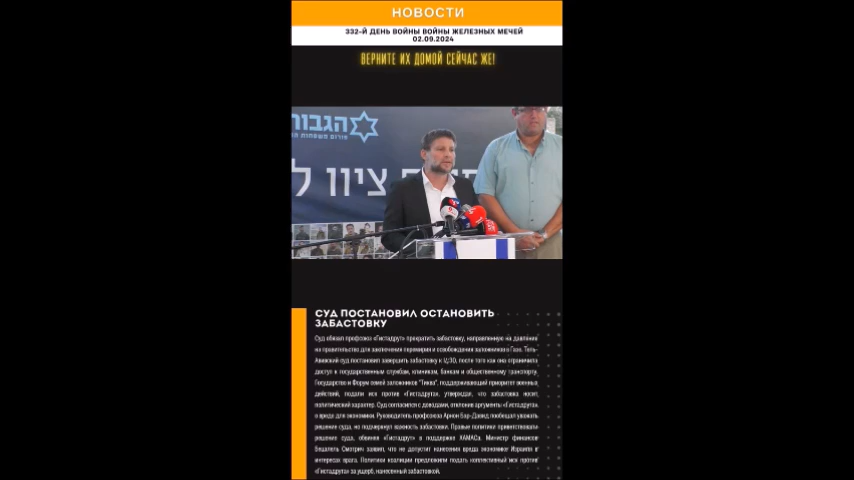 НОВОСТИ
332-Й ДЕНЬ ВОЙНЫ ВОЙНЫ ЖЕЛЕЗНЫХ МЕЧЕЙ
02.09.2024
ВЕРНИТЕ ИХ ДОМОЙ СЕЙЧАС ЖЕ!
הגבור
פורום משפחות
ציון ל
СУД ПОСТАНОВИЛ ОСТАНОВИТЬ
ЗАБАСТОВКУ
Суд обязал профсоюз «Гистадрут» прекратить забастовку, направленную на давление
на правительство для заключения перемирия и освобождения заложников в Газе. Тель-
Авивский суд постановил завершить забастовку к 14:30, после того как она ограничила
доступ к государственным службам, клиникам, банкам и общественному транспорту.
Государство и Форум семей заложников "Тиква", поддерживающий приоритет военных
действий, подали иск против «Гистадрута», утверждая, что забастовка носит
политический характер. Суд согласился с доводами, отклонив аргументы «Гистадрута»
о вреде для экономики. Руководитель профсоюза Арнон Бар-Давид пообещал уважать
решение суда, но подчеркнул важность забастовки. Правые политики приветствовали
решение суда, обвиняя «Гистадрут» в поддержке ХАМАСа. Министр финансов
Бецалель Смотрич заявил, что не допустит нанесения вреда экономике Израиля в
интересах врага. Политики коалиции предложили подать коллективный иск против
«Гистадрута» за ущерб, нанесенный забастовкой.